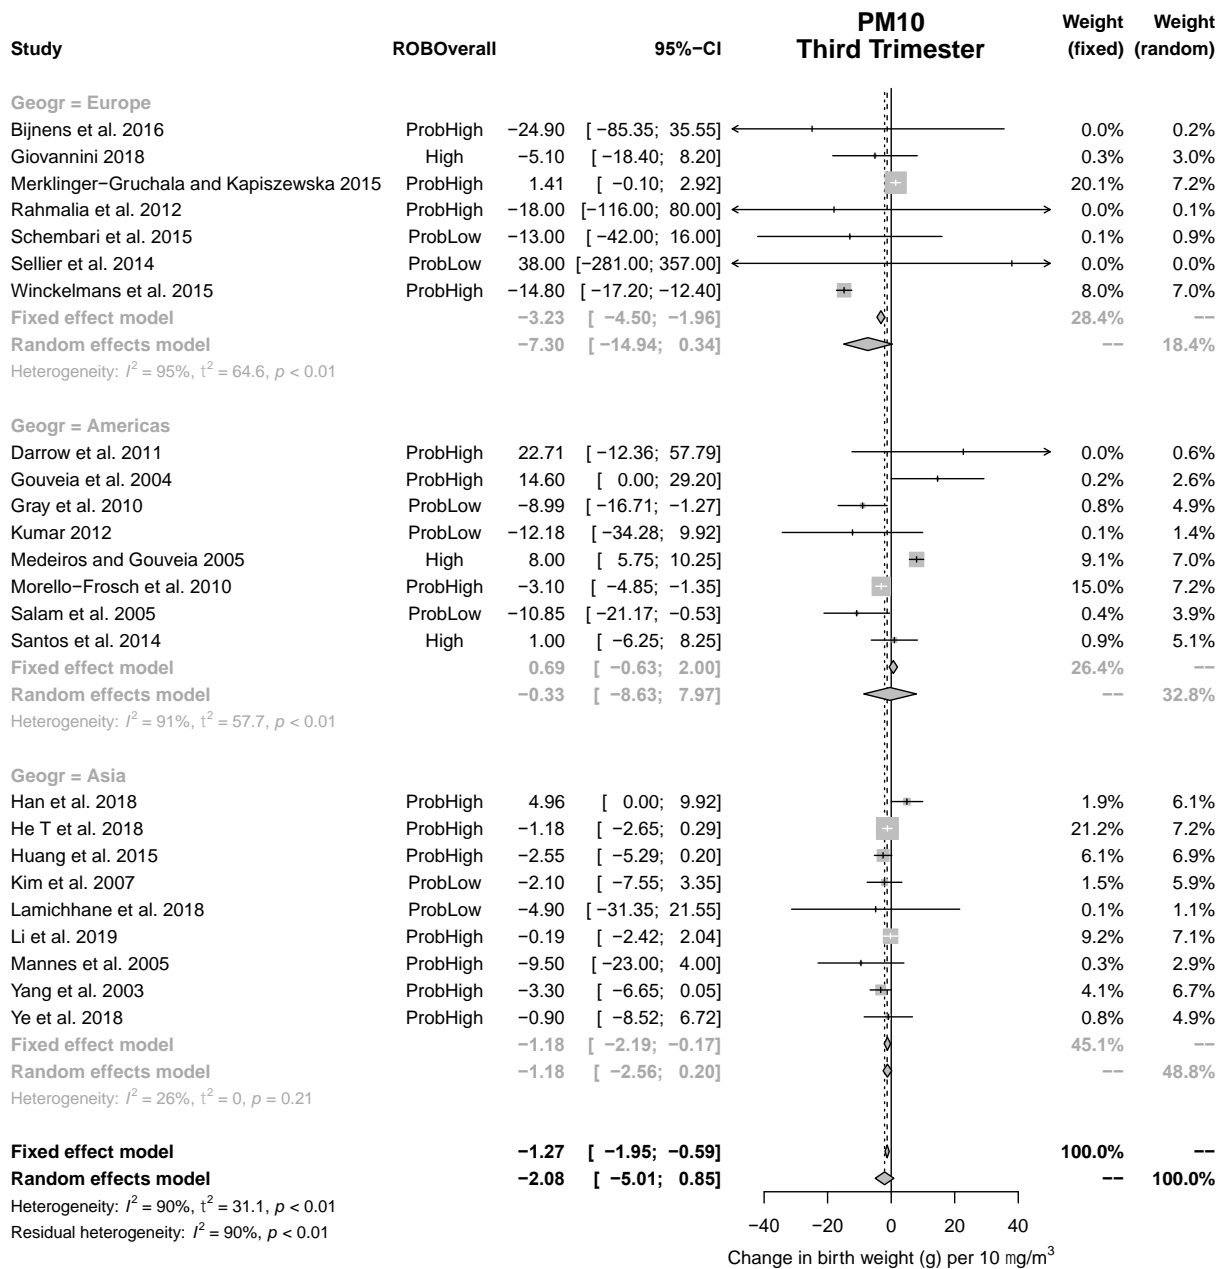 PM10 Weight Weight
Study ROBOverall 95%−CI Third Trimester (fixed) (random)
Geogr = Europe
Bijnens et al. 2016 ProbHigh −24.90 [ −85.35; 35.55] 0.0% 0.2%
Giovannini 2018 High −5.10 [ −18.40; 8.20] 0.3% 3.0%
Merklinger−Gruchala and Kapiszewska 2015 ProbHigh 1.41 [ −0.10; 2.92] 20.1% 7.2%
Rahmalia et al. 2012 ProbHigh −18.00 [−116.00; 80.00] 0.0% 0.1%
Schembari et al. 2015 ProbLow −13.00 [ −42.00; 16.00] 0.1% 0.9%
Sellier et al. 2014 ProbLow 38.00 [−281.00; 357.00] 0.0% 0.0%
Winckelmans et al. 2015 ProbHigh −14.80 [ −17.20; −12.40] 8.0% 7.0%
Fixed effect model −3.23 [ −4.50; −1.96] 28.4% −−
Random effects model −7.30 [ −14.94; 0.34] −− 18.4%
Heterogeneity: I² = 95%, τ² = 64.6, p < 0.01
Geogr = Americas
Darrow et al. 2011 ProbHigh 22.71 [ −12.36; 57.79] 0.0% 0.6%
Gouveia et al. 2004 ProbHigh 14.60 [ 0.00; 29.20] 0.2% 2.6%
Gray et al. 2010 ProbLow −8.99 [ −16.71; −1.27] 0.8% 4.9%
Kumar 2012 ProbLow −12.18 [ −34.28; 9.92] 0.1% 1.4%
Medeiros and Gouveia 2005 High 8.00 [ 5.75; 10.25] 9.1% 7.0%
Morello−Frosch et al. 2010 ProbHigh −3.10 [ −4.85; −1.35] 15.0% 7.2%
Salam et al. 2005 ProbLow −10.85 [ −21.17; −0.53] 0.4% 3.9%
Santos et al. 2014 High 1.00 [ −6.25; 8.25] 0.9% 5.1%
Fixed effect model 0.69 [ −0.63; 2.00] 26.4% −−
Random effects model −0.33 [ −8.63; 7.97] −− 32.8%
Heterogeneity: I² = 91%, τ² = 57.7, p < 0.01
Geogr = Asia
Han et al. 2018 ProbHigh 4.96 [ 0.00; 9.92] 1.9% 6.1%
He T et al. 2018 ProbHigh −1.18 [ −2.65; 0.29] 21.2% 7.2%
Huang et al. 2015 ProbHigh −2.55 [ −5.29; 0.20] 6.1% 6.9%
Kim et al. 2007 ProbLow −2.10 [ −7.55; 3.35] 1.5% 5.9%
Lamichhane et al. 2018 ProbLow −4.90 [ −31.35; 21.55] 0.1% 1.1%
Li et al. 2019 ProbHigh −0.19 [ −2.42; 2.04] 9.2% 7.1%
Mannes et al. 2005 ProbHigh −9.50 [ −23.00; 4.00] 0.3% 2.9%
Yang et al. 2003 ProbHigh −3.30 [ −6.65; 0.05] 4.1% 6.7%
Ye et al. 2018 ProbHigh −0.90 [ −8.52; 6.72] 0.8% 4.9%
Fixed effect model −1.18 [ −2.19; −0.17] 45.1% −−
Random effects model −1.18 [ −2.56; 0.20] −− 48.8%
Heterogeneity: I² = 26%, τ² = 0, p = 0.21
Fixed effect model −1.27 [ −1.95; −0.59] 100.0% −−
Random effects model −2.08 [ −5.01; 0.85] −− 100.0%
Heterogeneity: I² = 90%, τ² = 31.1, p < 0.01
Residual heterogeneity: I² = 90%, p < 0.01
−40 −20 0 20 40
Change in birth weight (g) per 10 mg/m³